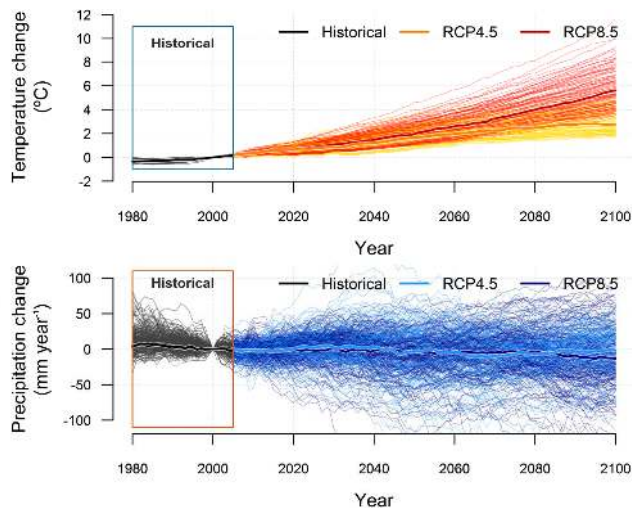 12
10
8
6
4
2
0
-2
Temperature change
(ºC)
Historical
Historical RCP4.5 RCP8.5
1980 2000 2020 2040 2060 2080 2100
Year
100
50
0
-50
-100
Precipitation change
(mm year⁻¹)
Historical
Historical RCP4.5 RCP8.5
1980 2000 2020 2040 2060 2080 2100
Year